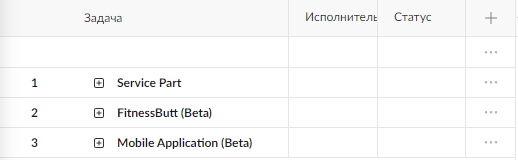 Задача Исполнитель Статус
1 Service Part
2 FitnessButt (Beta)
3 Mobile Application (Beta)